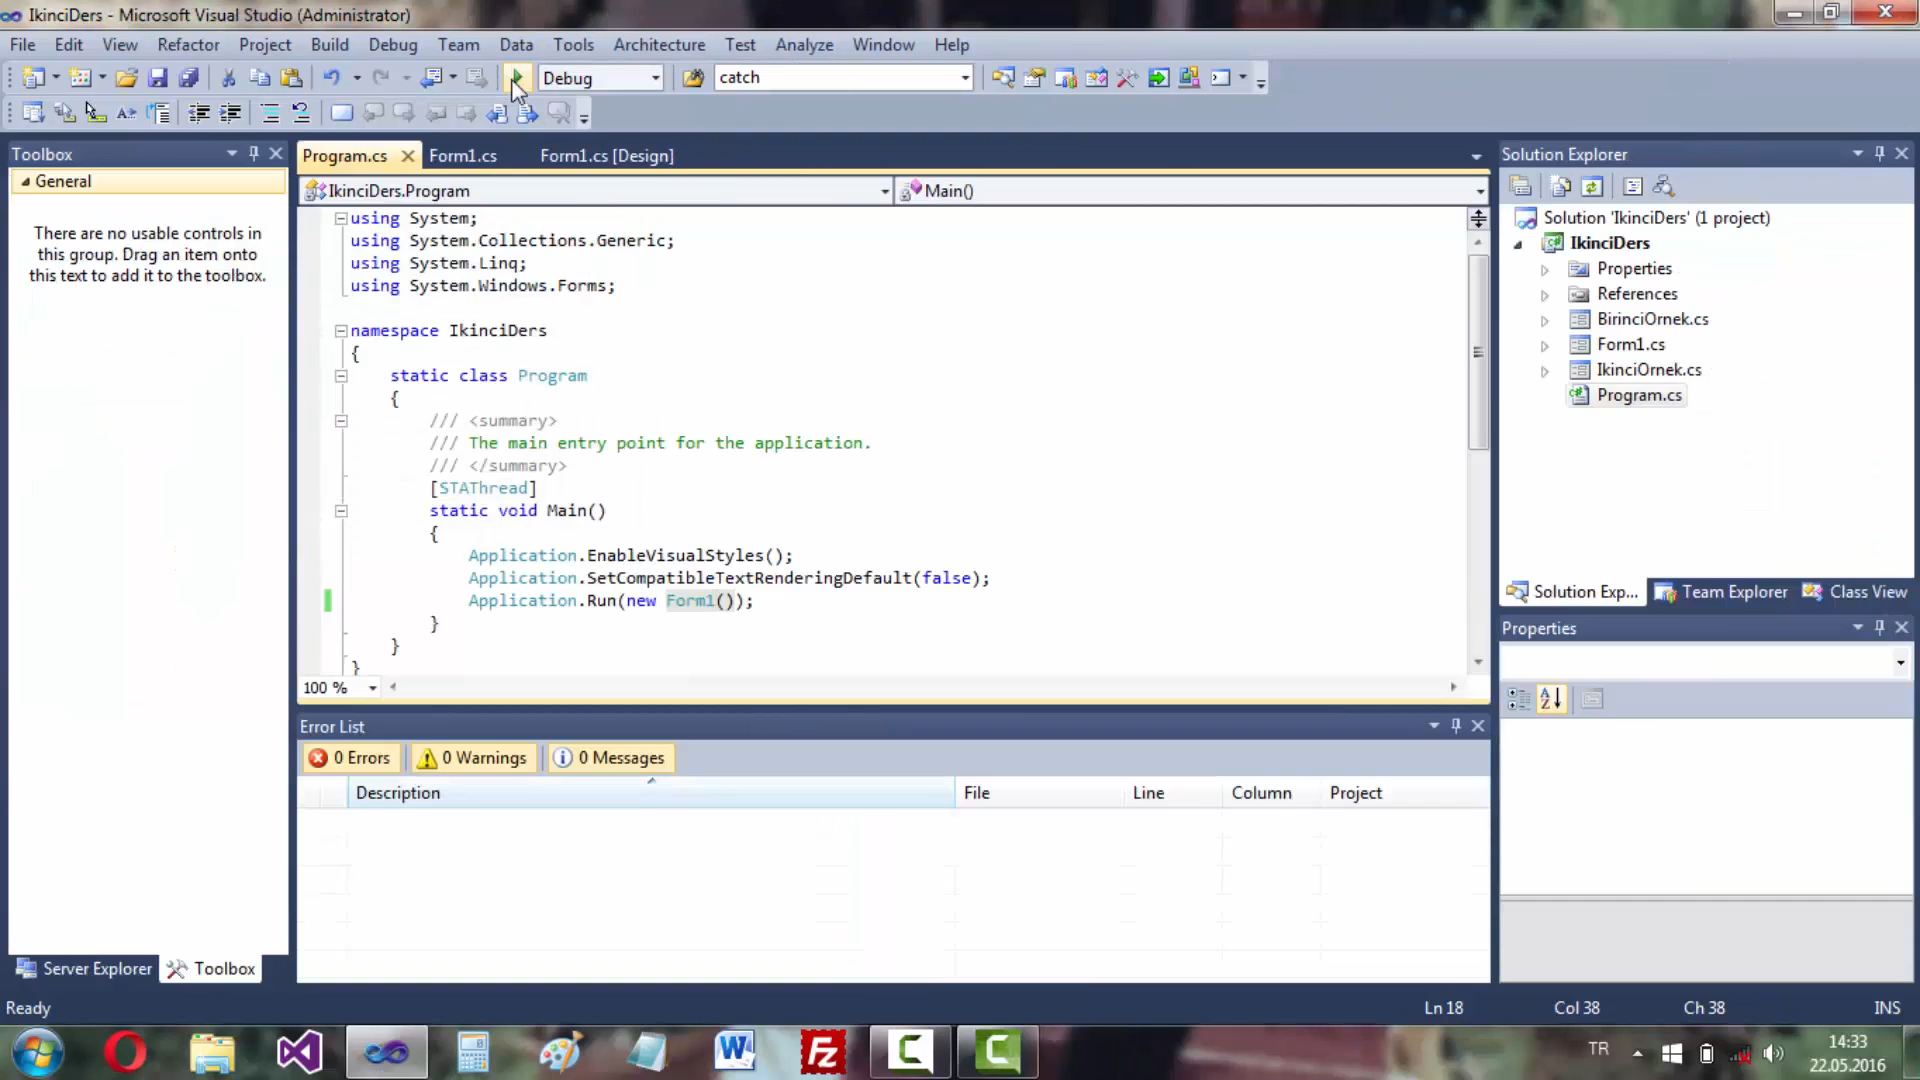 IkinciDers - Microsoft Visual Studio (Administrator)
File Edit View Refactor Project Build Debug Team Data Tools Architecture Test Analyze Window Help
Debug
catch
Toolbox
General
There are no usable controls in
this group. Drag an item onto
this text to add it to the toolbox.
Server Explorer
Toolbox
Program.cs
Form1.cs
Form1.cs [Design]
IkinciDers.Program
Main()
using System;
using System.Collections.Generic;
using System.Linq;
using System.Windows.Forms;
namespace IkinciDers
{
static class Program
{
/// <summary>
/// The main entry point for the application.
/// </summary>
[STAThread]
static void Main()
{
Application.EnableVisualStyles();
Application.SetCompatibleTextRenderingDefault(false);
Application.Run(new Form1());
}
}
}
100 %
Error List
0 Errors
0 Warnings
0 Messages
Description File Line Column Project
Solution Explorer
Solution 'IkinciDers' (1 project)
IkinciDers
Properties
References
BirinciOrnek.cs
Form1.cs
IkinciOrnek.cs
Program.cs
Solution Exp...
Team Explorer
Class View
Properties
Ready
Ln 18 Col 38 Ch 38 INS
TR
14:33
22.05.2016